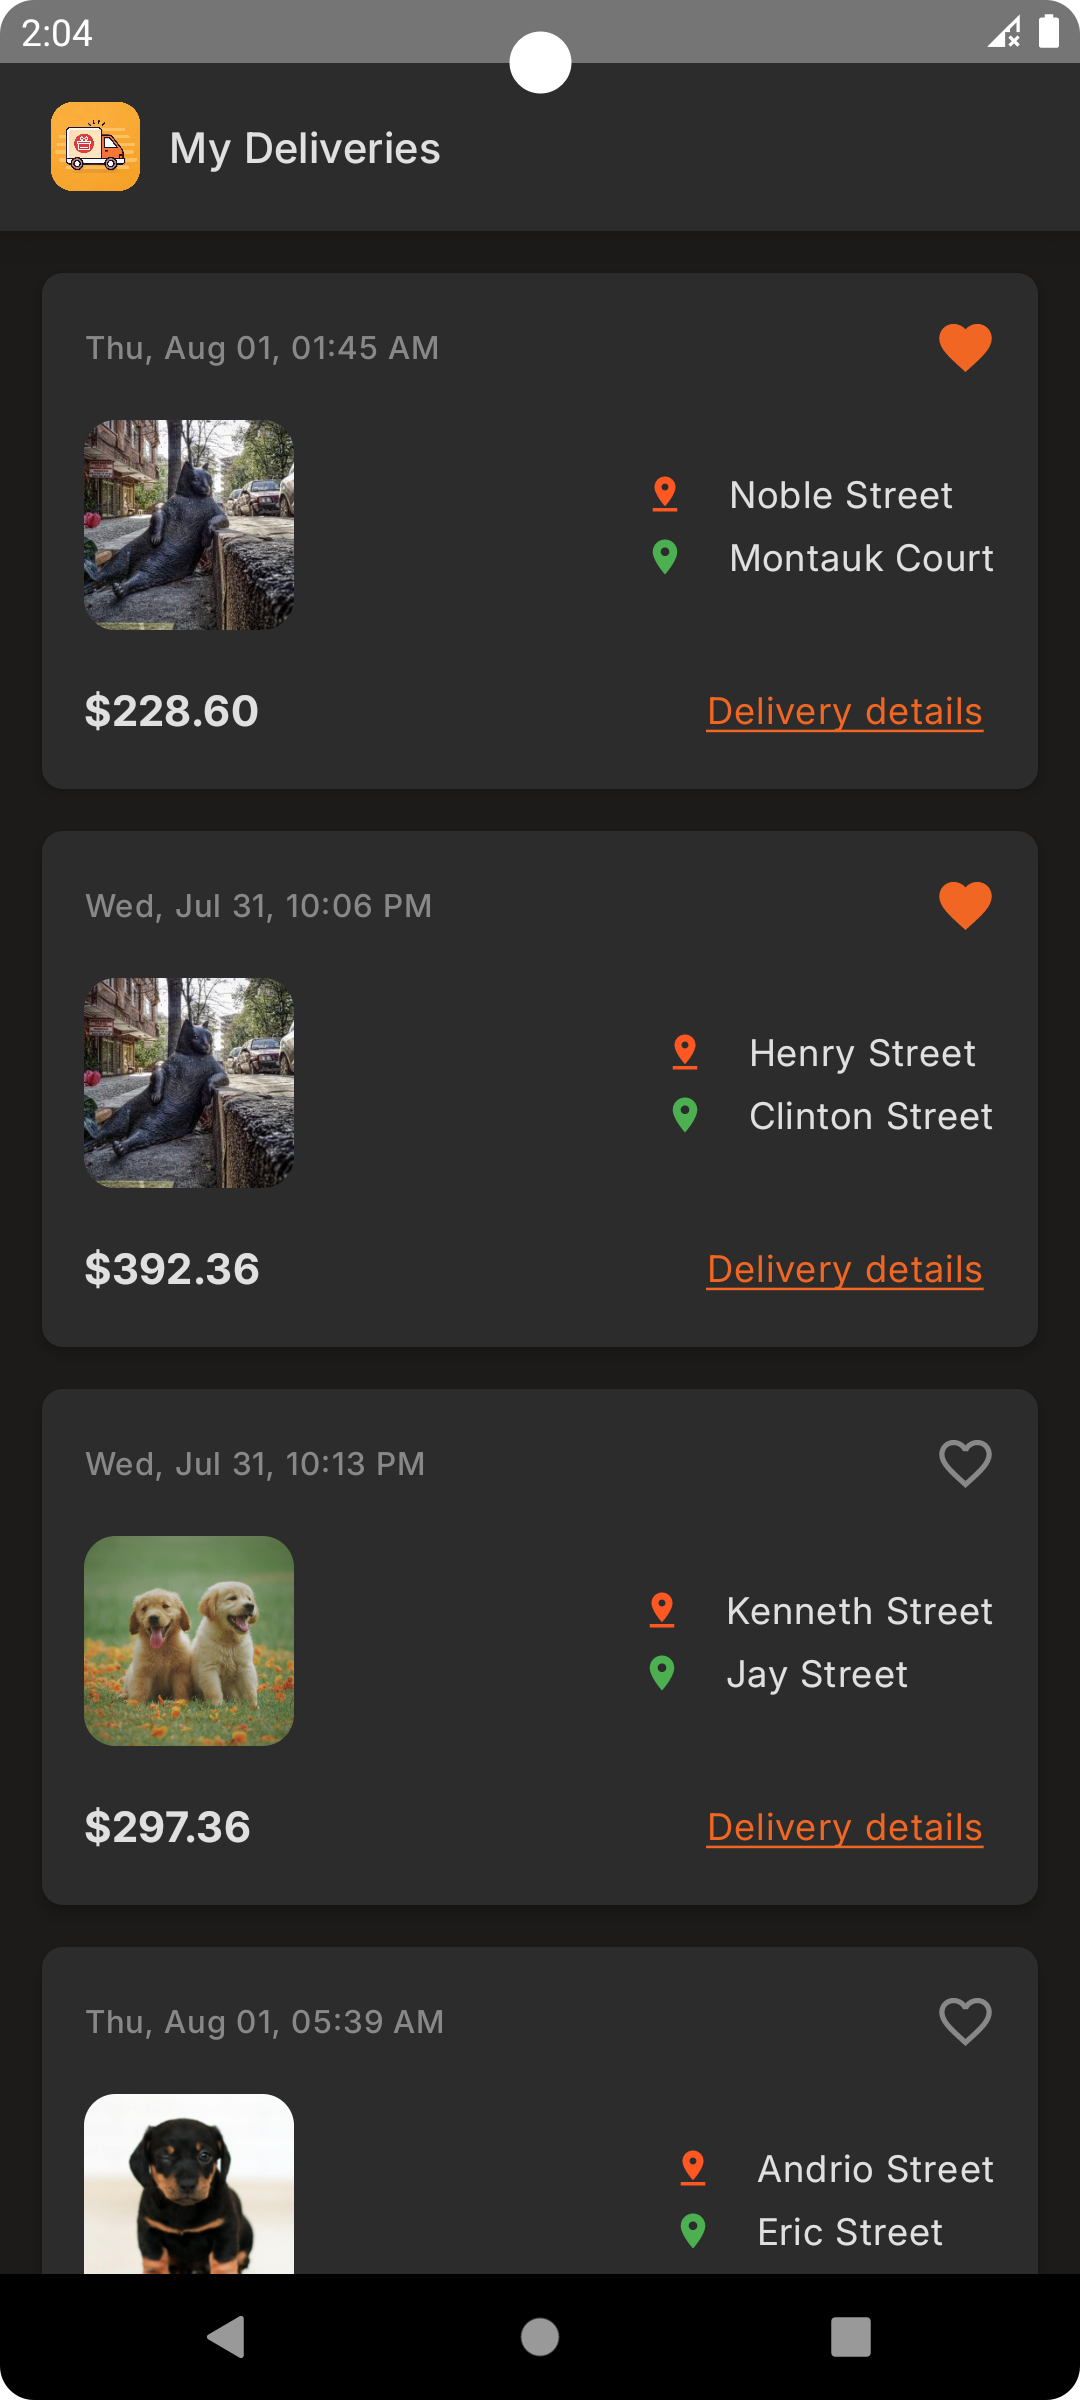 2:04
My Deliveries
Thu, Aug 01, 01:45 AM
Noble Street
Montauk Court
$228.60
Delivery details
Wed, Jul 31, 10:06 PM
Henry Street
Clinton Street
$392.36
Delivery details
Wed, Jul 31, 10:13 PM
Kenneth Street
Jay Street
$297.36
Delivery details
Thu, Aug 01, 05:39 AM
Andrio Street
Eric Street